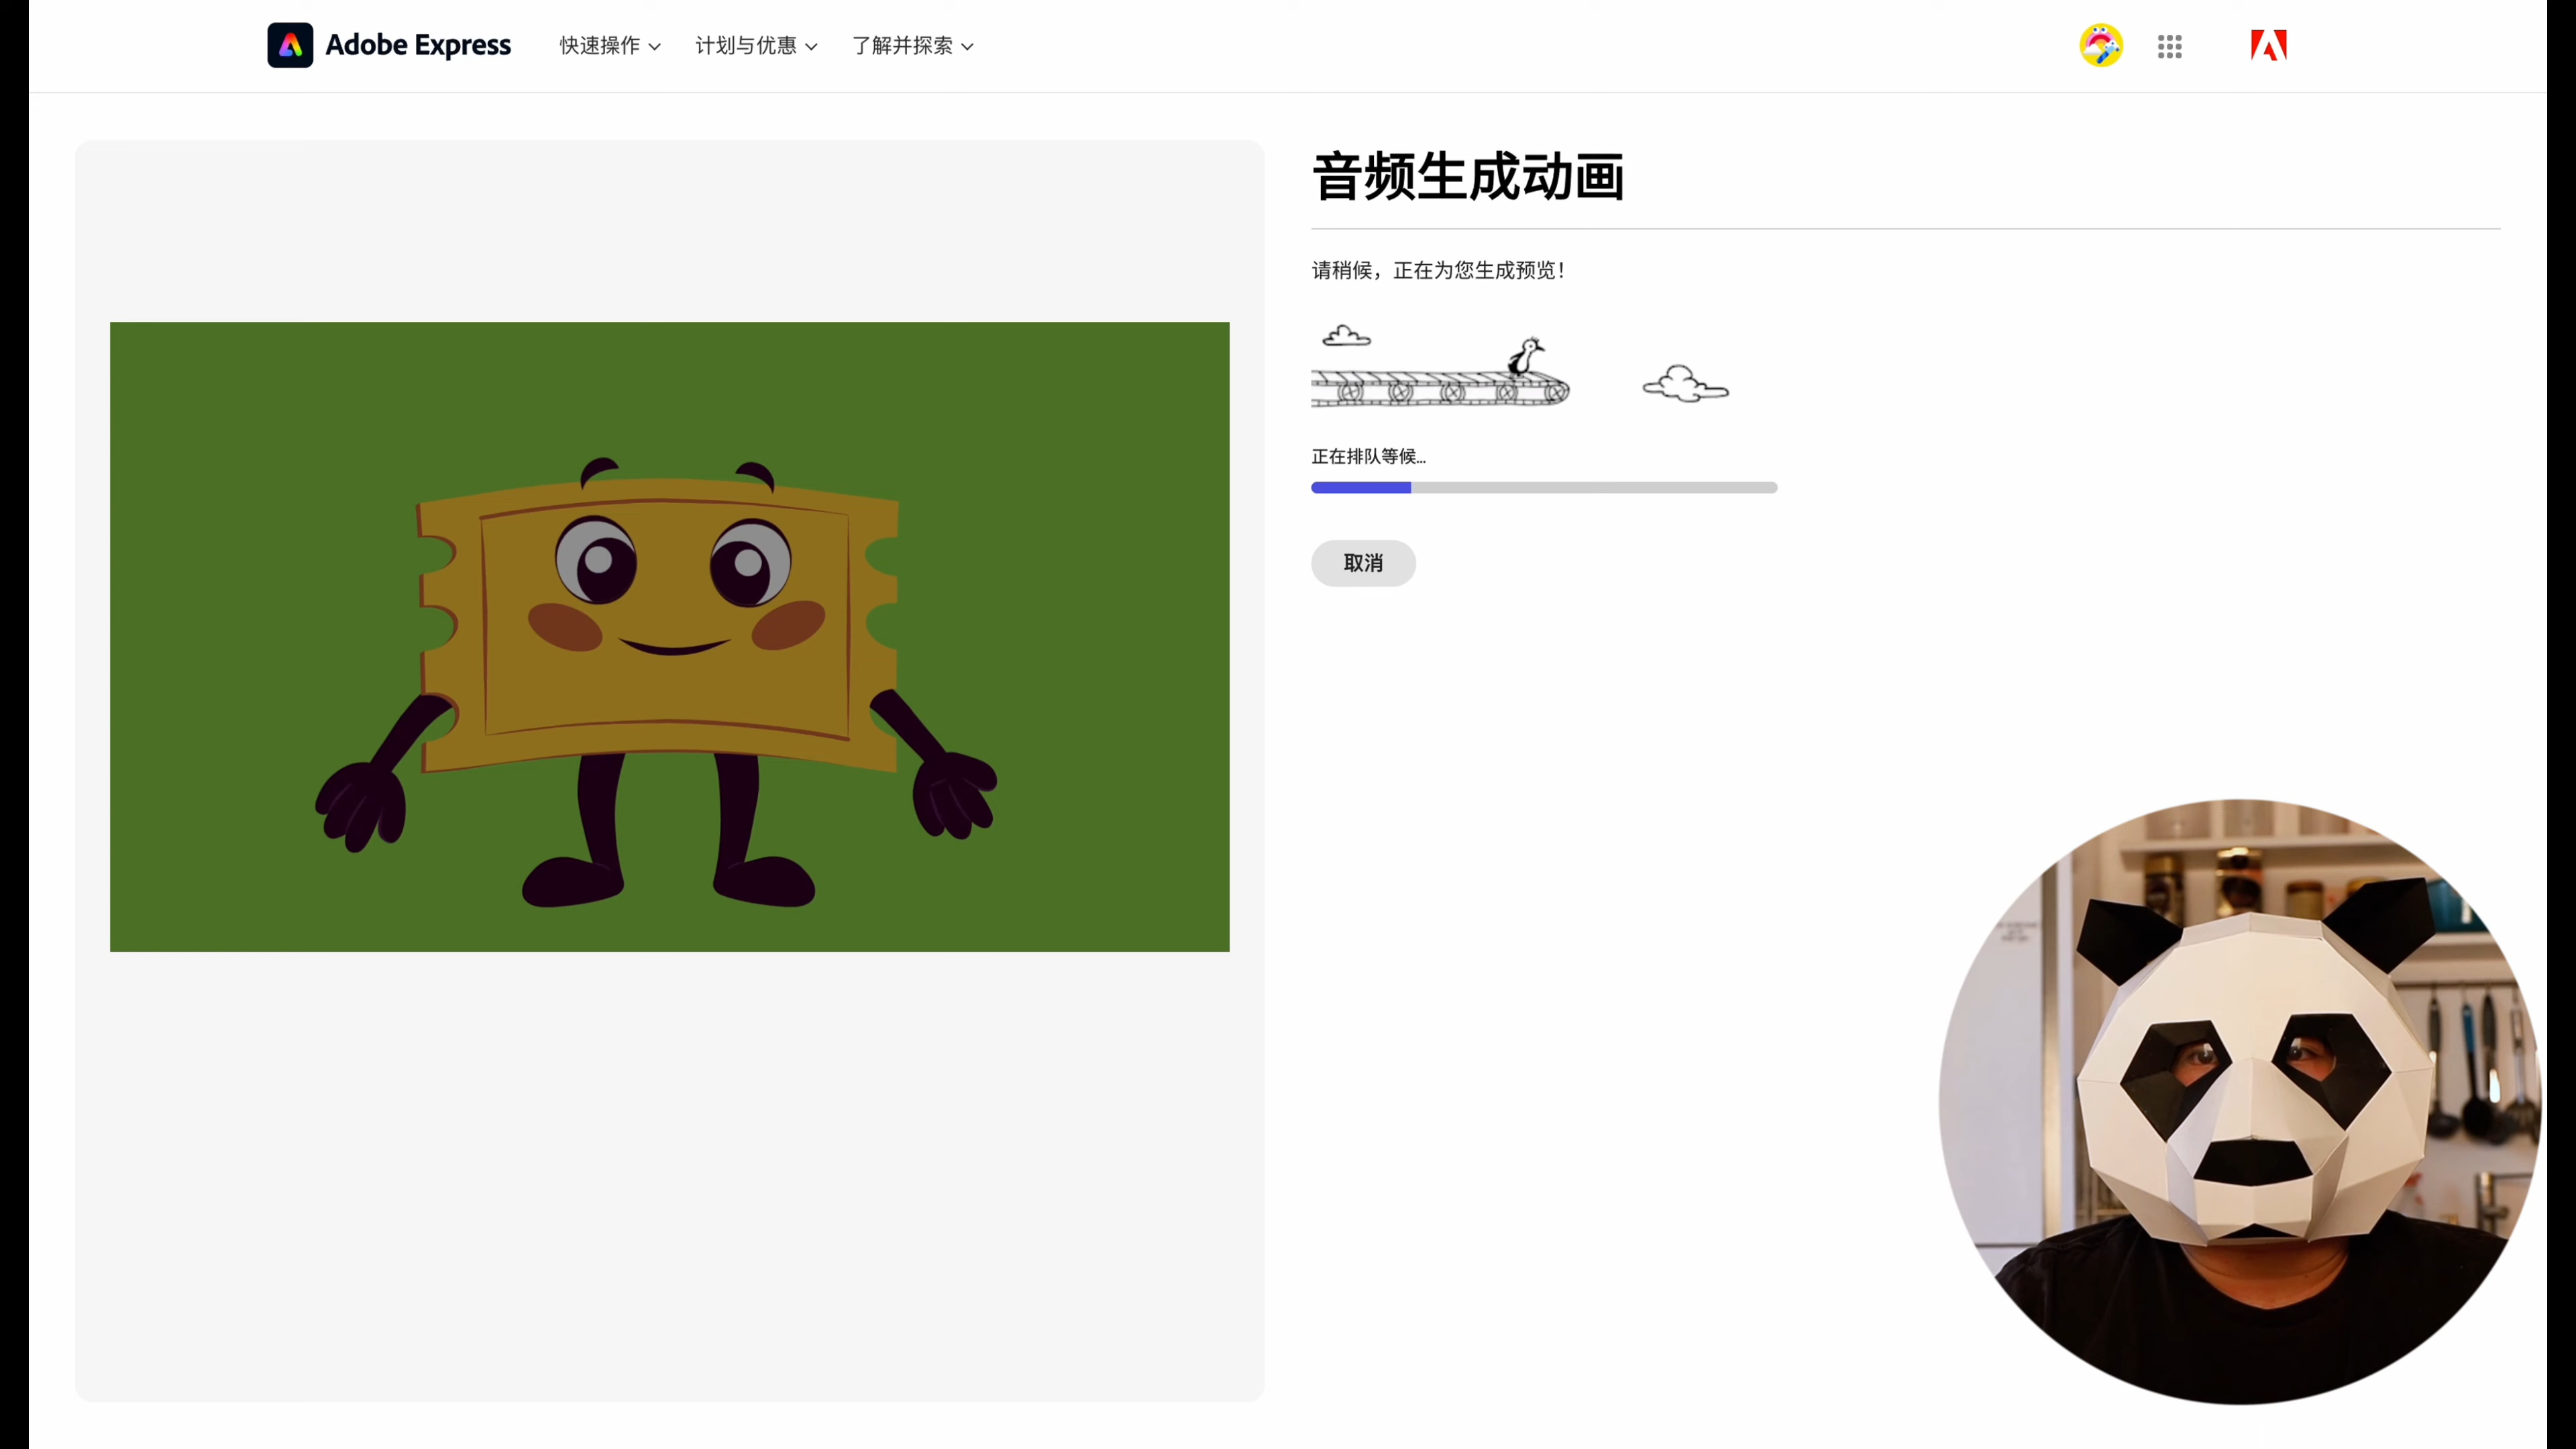 Adobe Express 快速操作 计划与优惠 了解并探索
音频生成动画
请稍候，正在为您生成预览！
正在排队等候...
取消